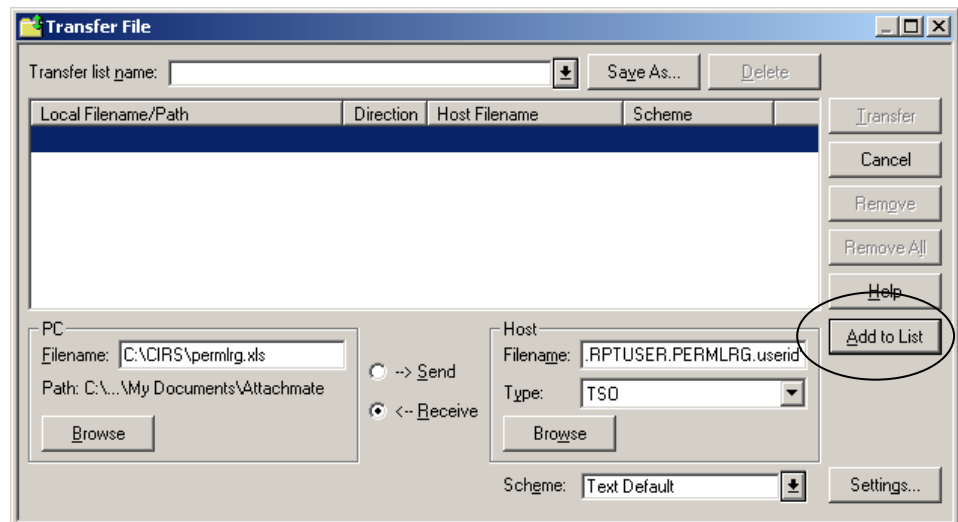 Transfer File
Transfer list name:
Save As...
Delete
Local Filename/Path Direction Host Filename Scheme
Transfer
Cancel
Remove
Remove All
Help
Add to List
PC
Filename: C:\CIRS\permlrg.xls
Path: C:\...\My Documents\Attachmate
Browse
--> Send
<-- Receive
Host
Filename: .RPTUSER.PERMLRG.userid
Type: TSO
Browse
Scheme: Text Default
Settings...